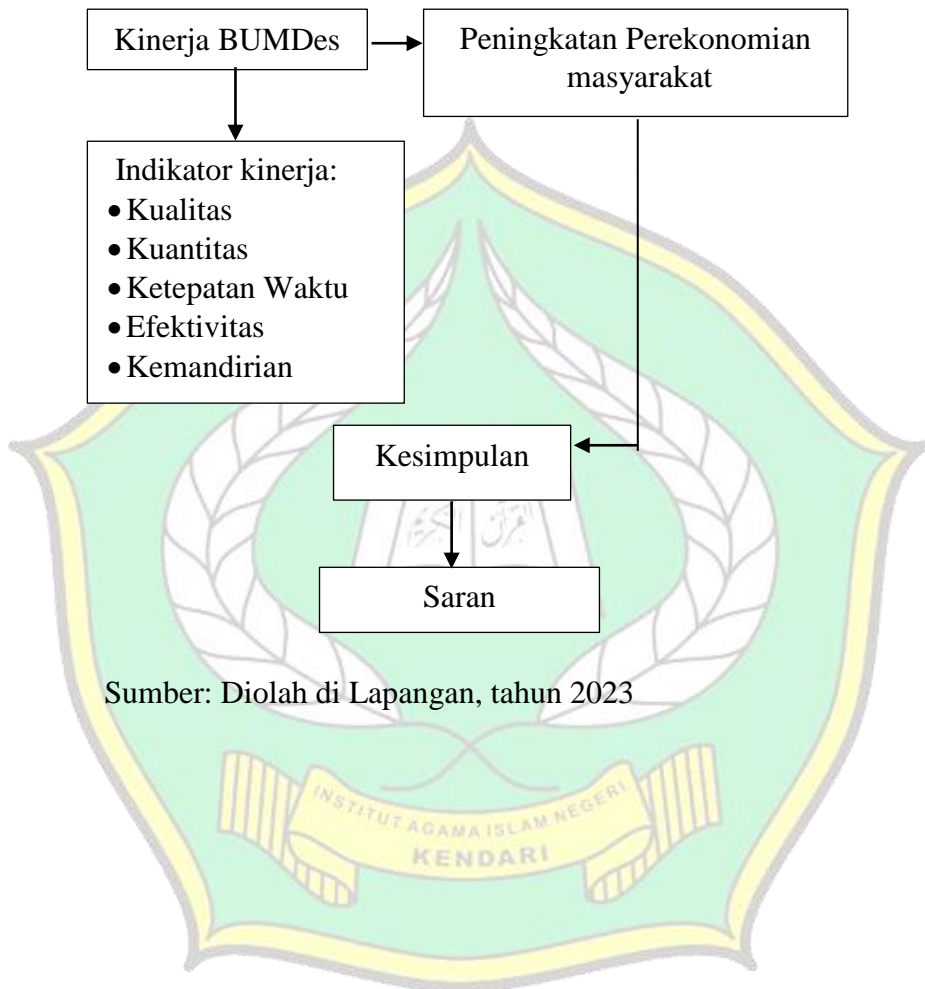 Kinerja BUMDes
Peningkatan Perekonomian
masyarakat
Indikator kinerja:
• Kualitas
• Kuantitas
• Ketepatan Waktu
• Efektivitas
• Kemandirian
Kesimpulan
Saran
Sumber: Diolah di Lapangan, tahun 2023
INSTITUT AGAMA ISLAM NEGERI
KENDARI